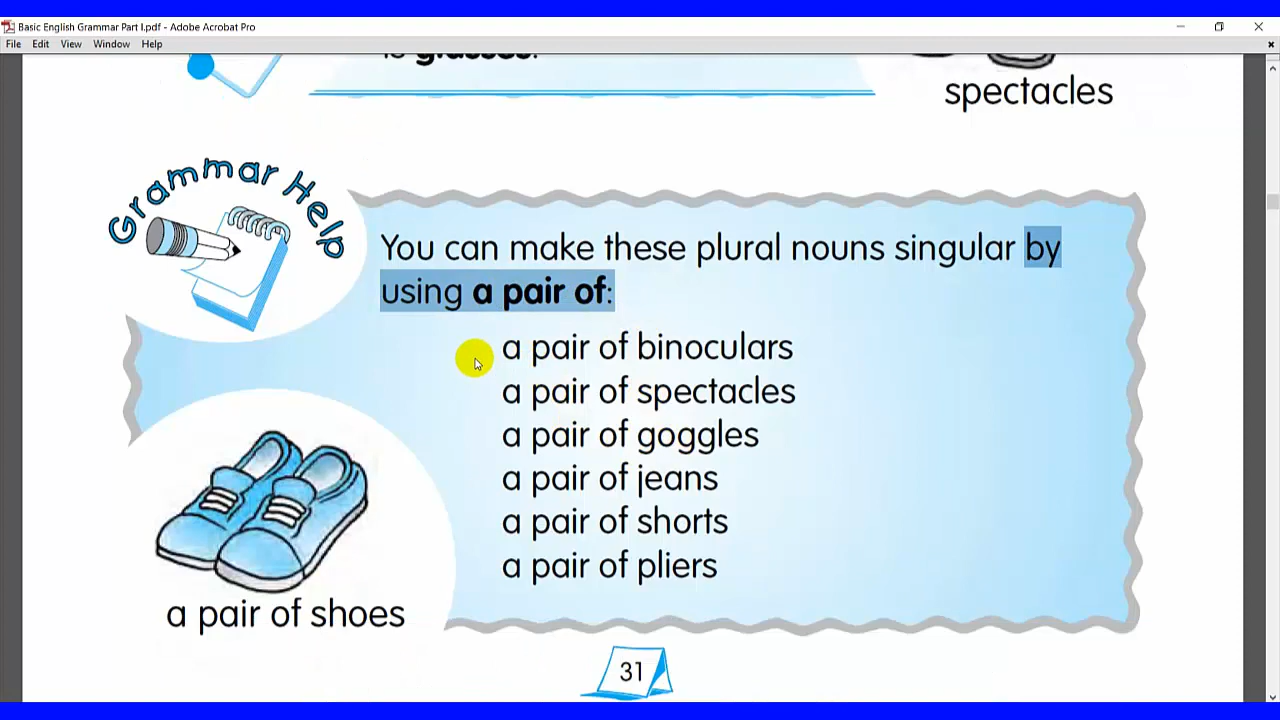 Basic English Grammar Part I.pdf - Adobe Acrobat Pro
File Edit View Window Help
glasses.
spectacles
Grammar Help
You can make these plural nouns singular by
using a pair of:
a pair of binoculars
a pair of spectacles
a pair of goggles
a pair of jeans
a pair of shorts
a pair of pliers
a pair of shoes
31